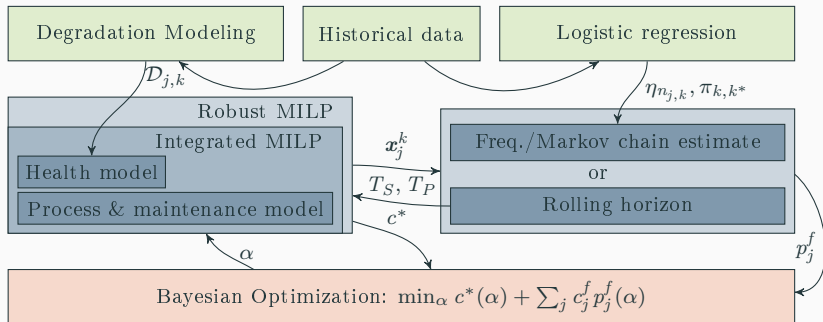 Degradation Modeling
Historical data
Logistic regression
𝒟_{j,k}
η_{n_{j,k}}, π_{k,k*}
Robust MILP
Integrated MILP
Health model
Process & maintenance model
x_j^k
T_S, T_P
c*
Freq./Markov chain estimate
or
Rolling horizon
p_j^f
α
Bayesian Optimization: min_α c*(α) + ∑_j c_j^f p_j^f(α)